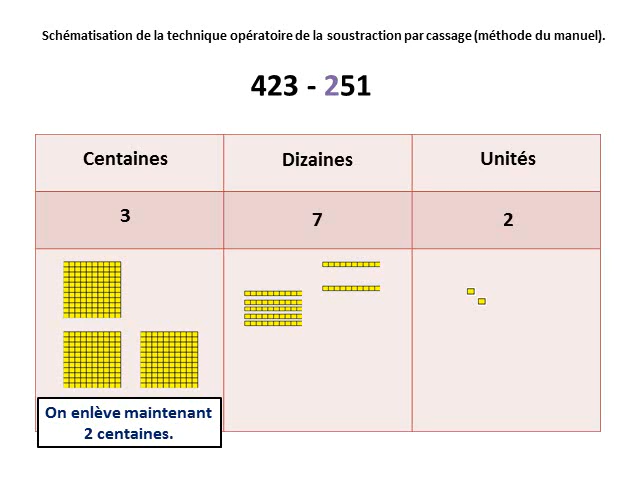 Schématisation de la technique opératoire de la soustraction par cassage (méthode du manuel).
423 - 251
Centaines Dizaines Unités
3 7 2
On enlève maintenant
2 centaines.